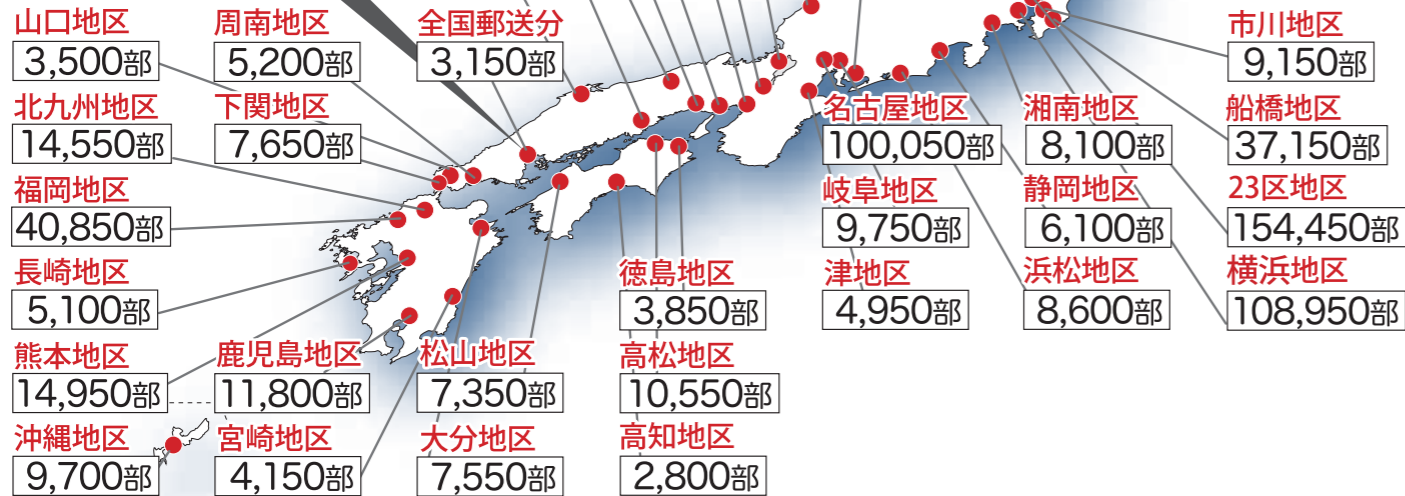 山口地区
3,500部
周南地区
5,200部
全国郵送分
3,150部
市川地区
9,150部
北九州地区
14,550部
下関地区
7,650部
名古屋地区
100,050部
湘南地区
8,100部
船橋地区
37,150部
福岡地区
40,850部
岐阜地区
9,750部
静岡地区
6,100部
23区地区
154,450部
長崎地区
5,100部
徳島地区
3,850部
津地区
4,950部
浜松地区
8,600部
横浜地区
108,950部
熊本地区
14,950部
鹿児島地区
11,800部
松山地区
7,350部
高松地区
10,550部
沖縄地区
9,700部
宮崎地区
4,150部
大分地区
7,550部
高知地区
2,800部